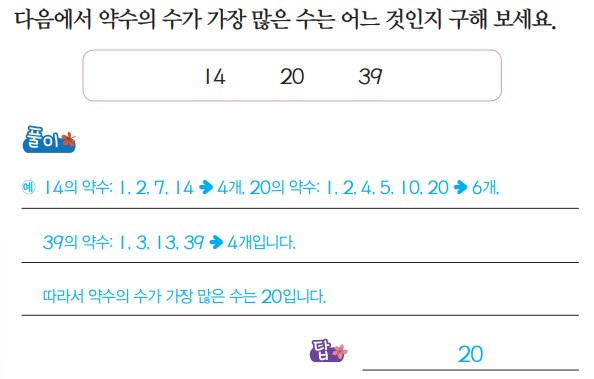 다음에서 약수의 수가 가장 많은 수는 어느 것인지 구해 보세요.
14 20 39
풀이
예 14의 약수: 1, 2, 7, 14 ➔ 4개, 20의 약수: 1, 2, 4, 5, 10, 20 ➔ 6개,
39의 약수: 1, 3, 13, 39 ➔ 4개입니다.
따라서 약수의 수가 가장 많은 수는 20입니다.
답 20